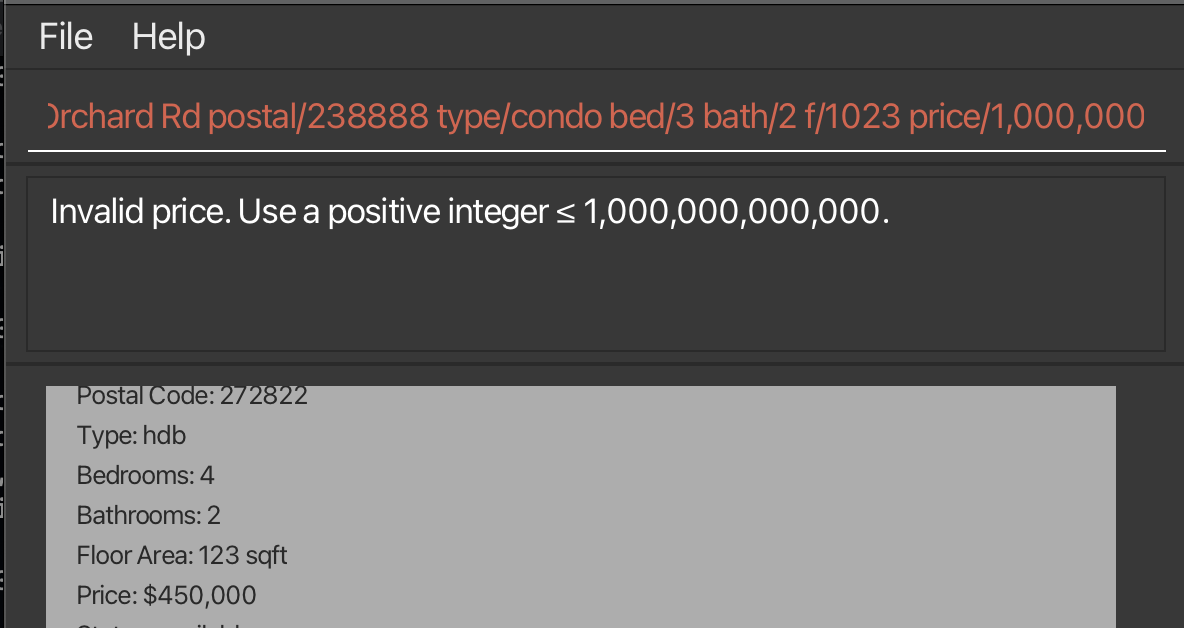 File Help
Orchard Rd postal/238888 type/condo bed/3 bath/2 f/1023 price/1,000,000
Invalid price. Use a positive integer ≤ 1,000,000,000,000.
Postal Code: 272822
Type: hdb
Bedrooms: 4
Bathrooms: 2
Floor Area: 123 sqft
Price: $450,000